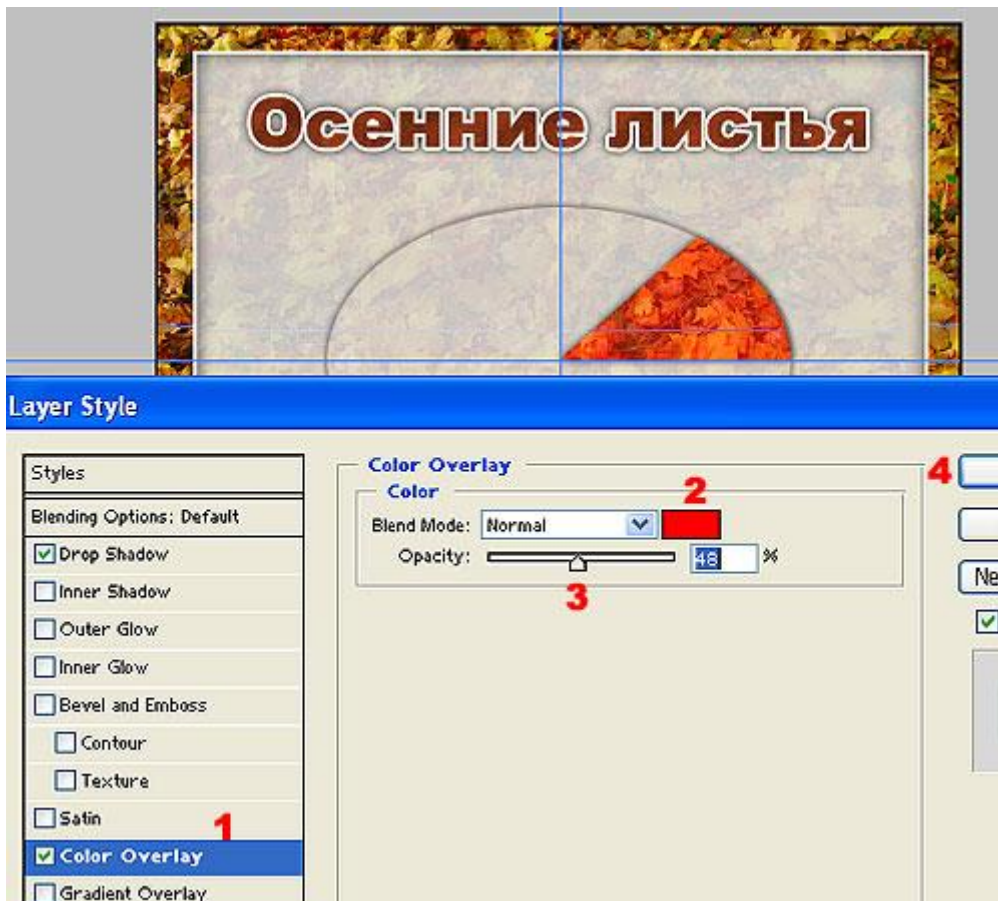 Осенние листья
Layer Style
Styles
Blending Options: Default
Drop Shadow
Inner Shadow
Outer Glow
Inner Glow
Bevel and Emboss
Contour
Texture
Satin
1
Color Overlay
Gradient Overlay
Color Overlay
Color
2
Blend Mode: Normal
Opacity: 48 %
3
4
Ne